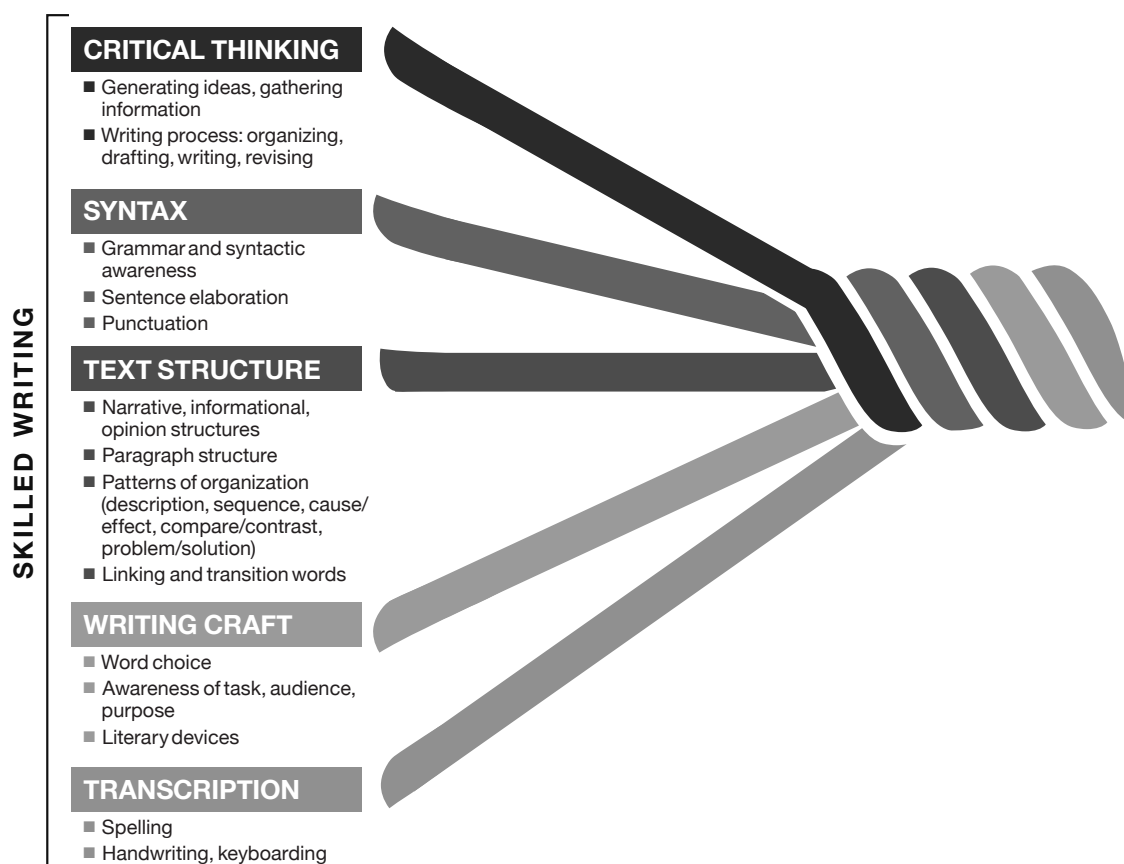 SKILLED WRITING
CRITICAL THINKING
■ Generating ideas, gathering
information
■ Writing process: organizing,
drafting, writing, revising
SYNTAX
■ Grammar and syntactic
awareness
■ Sentence elaboration
■ Punctuation
TEXT STRUCTURE
■ Narrative, informational,
opinion structures
■ Paragraph structure
■ Patterns of organization
(description, sequence, cause/
effect, compare/contrast,
problem/solution)
■ Linking and transition words
WRITING CRAFT
■ Word choice
■ Awareness of task, audience,
purpose
■ Literary devices
TRANSCRIPTION
■ Spelling
■ Handwriting, keyboarding